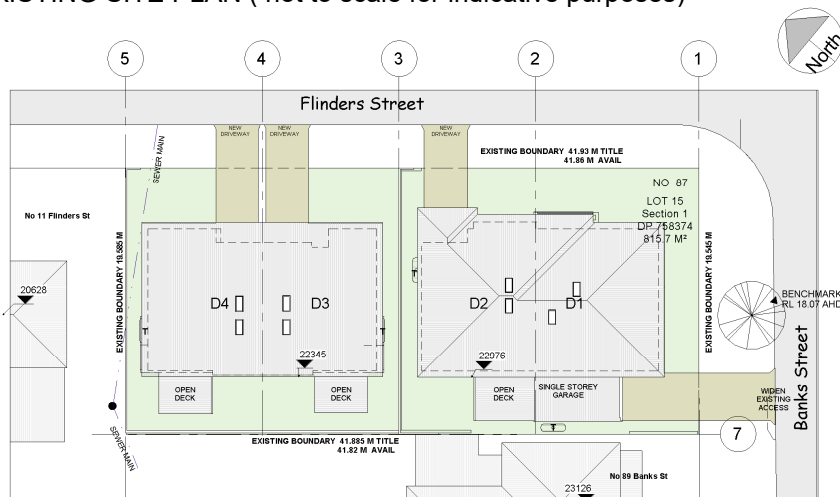 EXISTING SITE PLAN ( not to scale for indicative purposes)
North
5
4
3
2
1
Flinders Street
NEW
DRIVEWAY
NEW
DRIVEWAY
NEW
DRIVEWAY
SEWER MAIN
EXISTING BOUNDARY 41.93 M TITLE
41.86 M AVAIL
NO 87
LOT 15
Section 1
DP 758374
815.7 M²
No 11 Flinders St
EXISTING BOUNDARY 19.585 M
EXISTING BOUNDARY 19.545 M
20628
D4
D3
D2
D1
T
T
T
BENCHMARK
RL 18.07 AHD
Banks Street
22345
22976
OPEN
DECK
OPEN
DECK
OPEN
DECK
SINGLE STOREY
GARAGE
WIDEN
EXISTING
ACCESS
T
7
SEWER MAIN
EXISTING BOUNDARY 41.885 M TITLE
41.82 M AVAIL
No 89 Banks St
23126